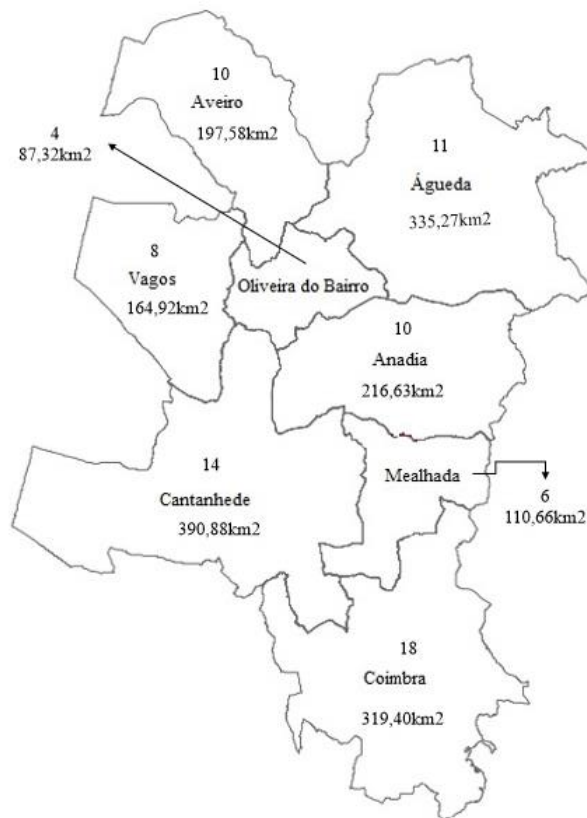 10
Aveiro
197,58km2
4
87,32km2
11
Águeda
335,27km2
8
Vagos
164,92km2
Oliveira do Bairro
10
Anadia
216,63km2
14
Cantanhede
390,88km2
Mealhada
6
110,66km2
18
Coimbra
319,40km2